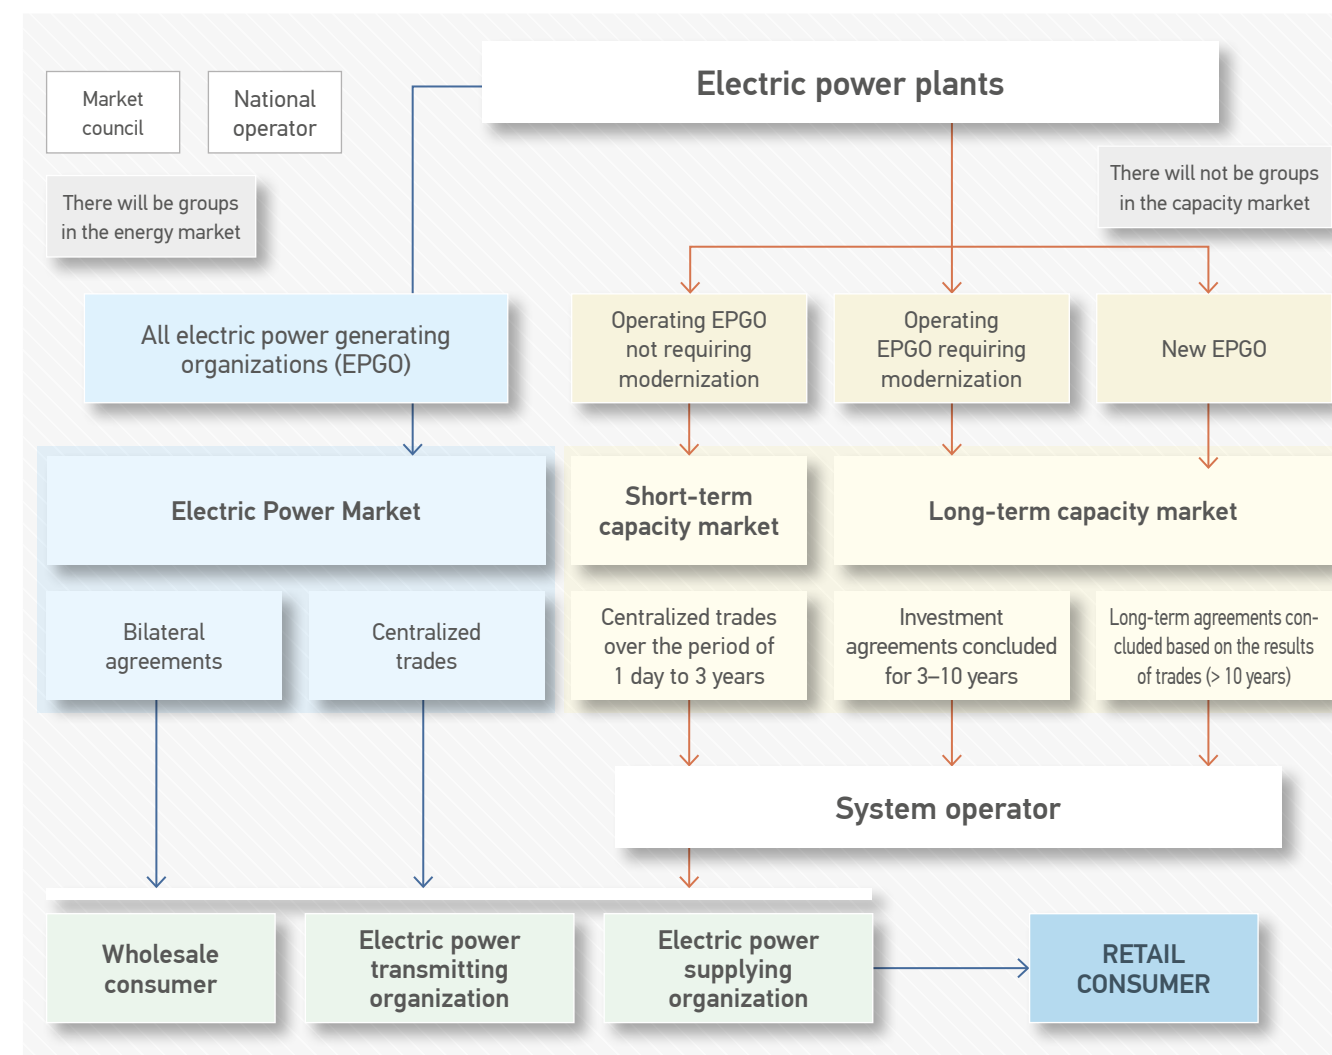 Electric power plants
Market
council
National
operator
There will be groups
in the energy market
There will not be groups
in the capacity market
All electric power generating
organizations (EPGO)
Operating EPGO
not requiring
modernization
Operating
EPGO requiring
modernization
New EPGO
Electric Power Market
Short-term
capacity market
Long-term capacity market
Bilateral
agreements
Centralized
trades
Centralized trades
over the period of
1 day to 3 years
Investment
agreements concluded
for 3–10 years
Long-term agreements con-
cluded based on the results
of trades (> 10 years)
System operator
Wholesale
consumer
Electric power
transmitting
organization
Electric power
supplying
organization
RETAIL
CONSUMER